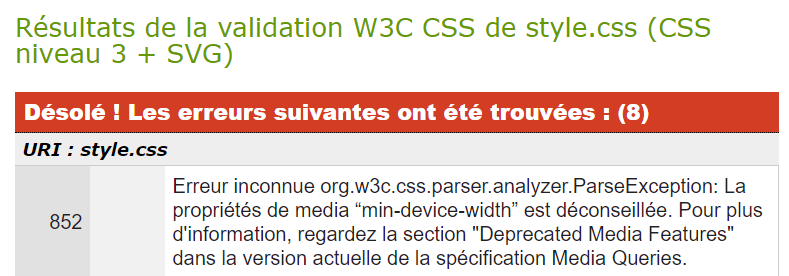 Résultats de la validation W3C CSS de style.css (CSS
niveau 3 + SVG)
Désolé ! Les erreurs suivantes ont été trouvées : (8)
URI : style.css
852
Erreur inconnue org.w3c.css.parser.analyzer.ParseException: La
propriétés de media “min-device-width” est déconseillée. Pour plus
d'information, regardez la section "Deprecated Media Features"
dans la version actuelle de la spécification Media Queries.